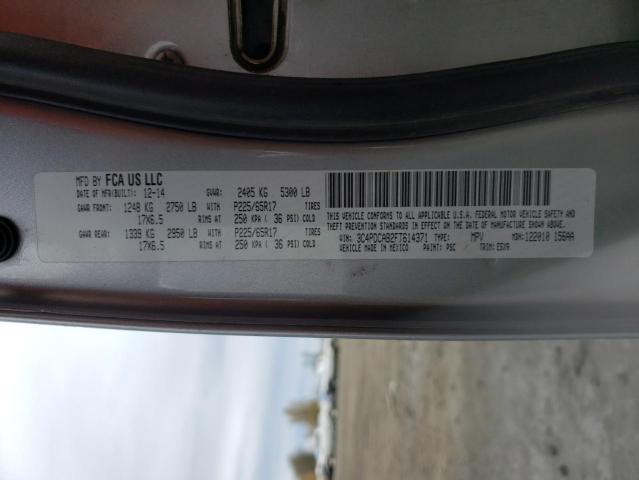 MFD BY FCA US LLC
DATE OF MFR(BUILT): 12-14 GVWR: 2405 KG 5300 LB
GAWR FRONT: 1248 KG 2750 LB WITH P225/65R17 TIRES
17X6.5 RIMS AT 250 KPA ( 36 PSI) COLD
GAWR REAR: 1339 KG 2950 LB WITH P225/65R17 TIRES
17X6.5 RIMS AT 250 KPA ( 36 PSI) COLD
THIS VEHICLE CONFORMS TO ALL APPLICABLE U.S.A. FEDERAL MOTOR
VEHICLE SAFETY, BUMPER, AND THEFT PREVENTION
STANDARDS IN EFFECT ON THE DATE OF MANUFACTURE SHOWN ABOVE.
VIN: 3C4PDCAB2FT614371 TYPE: MPV MDH: 122010 156AA
VEHICLE MADE IN MEXICO PAINT: PSC TRIM: E5X9